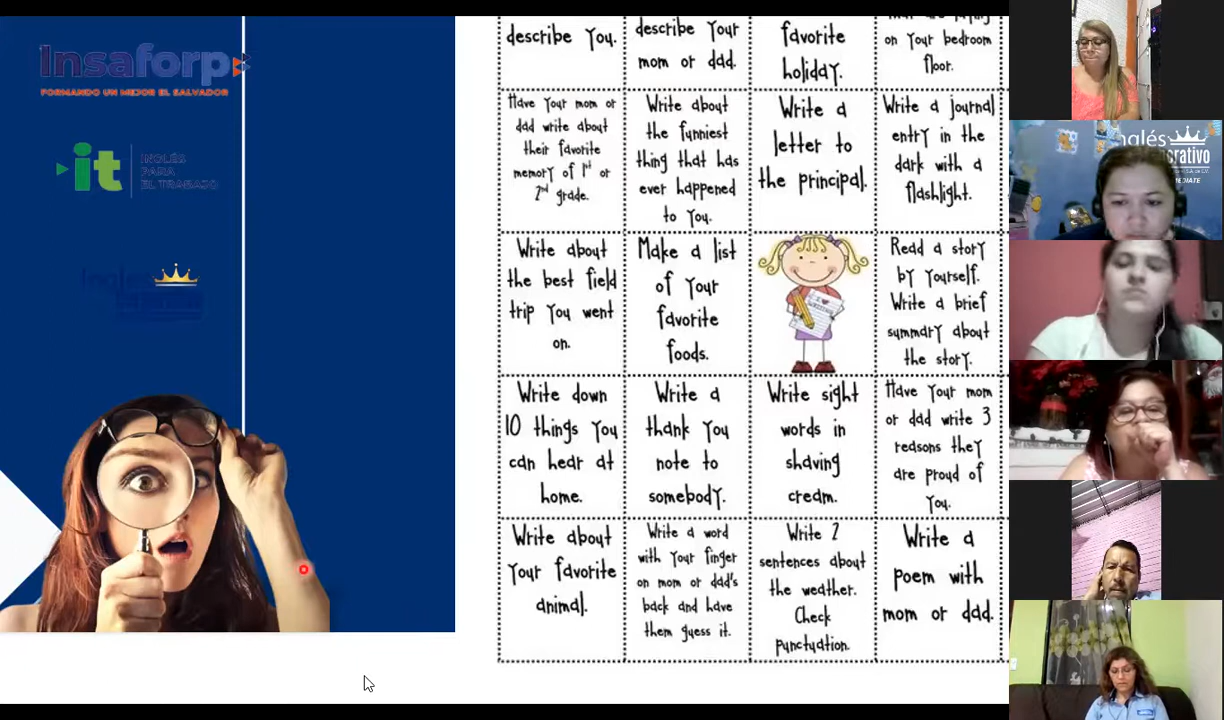 Insaforp
FORMANDO UN MEJOR EL SALVADOR
it
INGLÉS
PARA
EL TRABAJO
Inglés
describe you.
describe your
mom or dad.
favorite
holiday.
on your bedroom
floor.
Have your mom or
dad write about
their favorite
memory of 1st or
2nd grade.
Write about
the funniest
thing that has
ever happened
to you.
Write a
letter to
the principal.
Write a journal
entry in the
dark with a
flashlight.
Write about
the best field
trip you went
on.
Make a list
of your
favorite
foods.
Read a story
by yourself.
Write a brief
summary about
the story.
Write down
10 things you
can hear at
home.
Write a
thank you
note to
somebody.
Write sight
words in
shaving
cream.
Have your mom
or dad write 3
reasons they
are proud of
you.
Write about
your favorite
animal.
Write a word
with your finger
on mom or dad's
back and have
them guess it.
Write 2
sentences about
the weather.
Check
punctuation.
Write a
poem with
mom or dad.